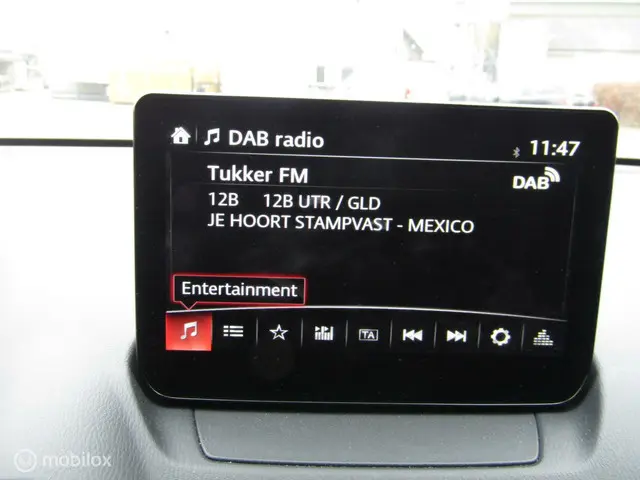 DAB radio
11:47
Tukker FM
DAB
12B 12B UTR / GLD
JE HOORT STAMPVAST - MEXICO
Entertainment
TA
mobilox